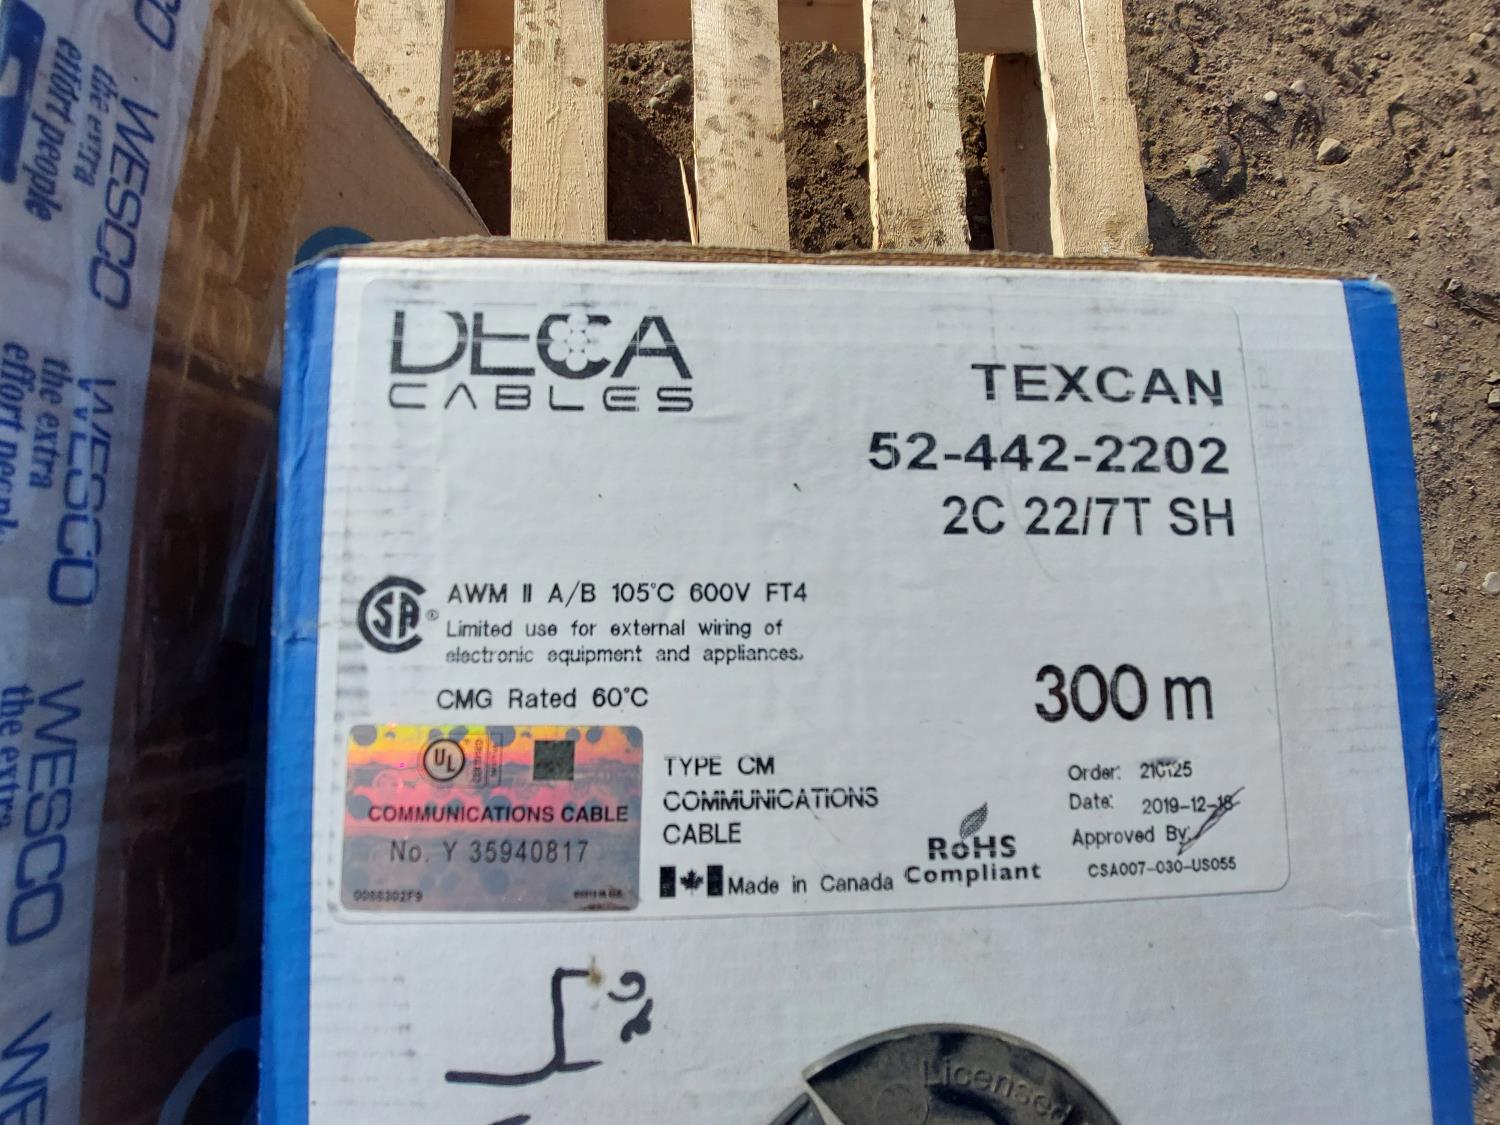 WESCO
the extra
effort people
WESCO
the extra
WESCO
the extra
WESCO
DECA
CABLES
TEXCAN
52-442-2202
2C 22/7T SH
CSA ® AWM II A/B 105°C 600V FT4
Limited use for external wiring of
electronic equipment and appliances.
CMG Rated 60°C
300 m
UL
COMMUNICATIONS CABLE
No. Y 35940817
TYPE CM
COMMUNICATIONS
CABLE
Made in Canada
RoHS
Compliant
Order: 210125
Date: 2019-12-18
Approved By:
CSA007-030-US055
Licensed